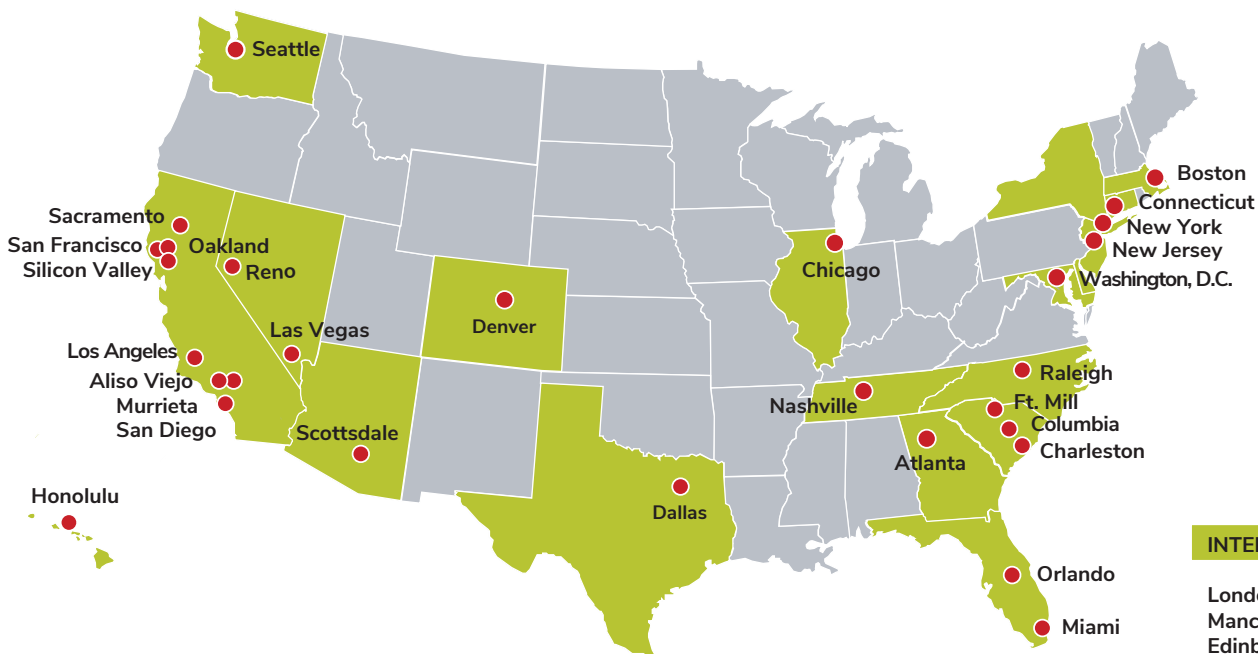 Seattle
Boston
Connecticut
New York
New Jersey
Washington, D.C.
Sacramento
San Francisco
Oakland
Silicon Valley
Reno
Chicago
Denver
Las Vegas
Los Angeles
Aliso Viejo
Murrieta
San Diego
Scottsdale
Nashville
Raleigh
Ft. Mill
Columbia
Charleston
Atlanta
Honolulu
Dallas
Orlando
Miami